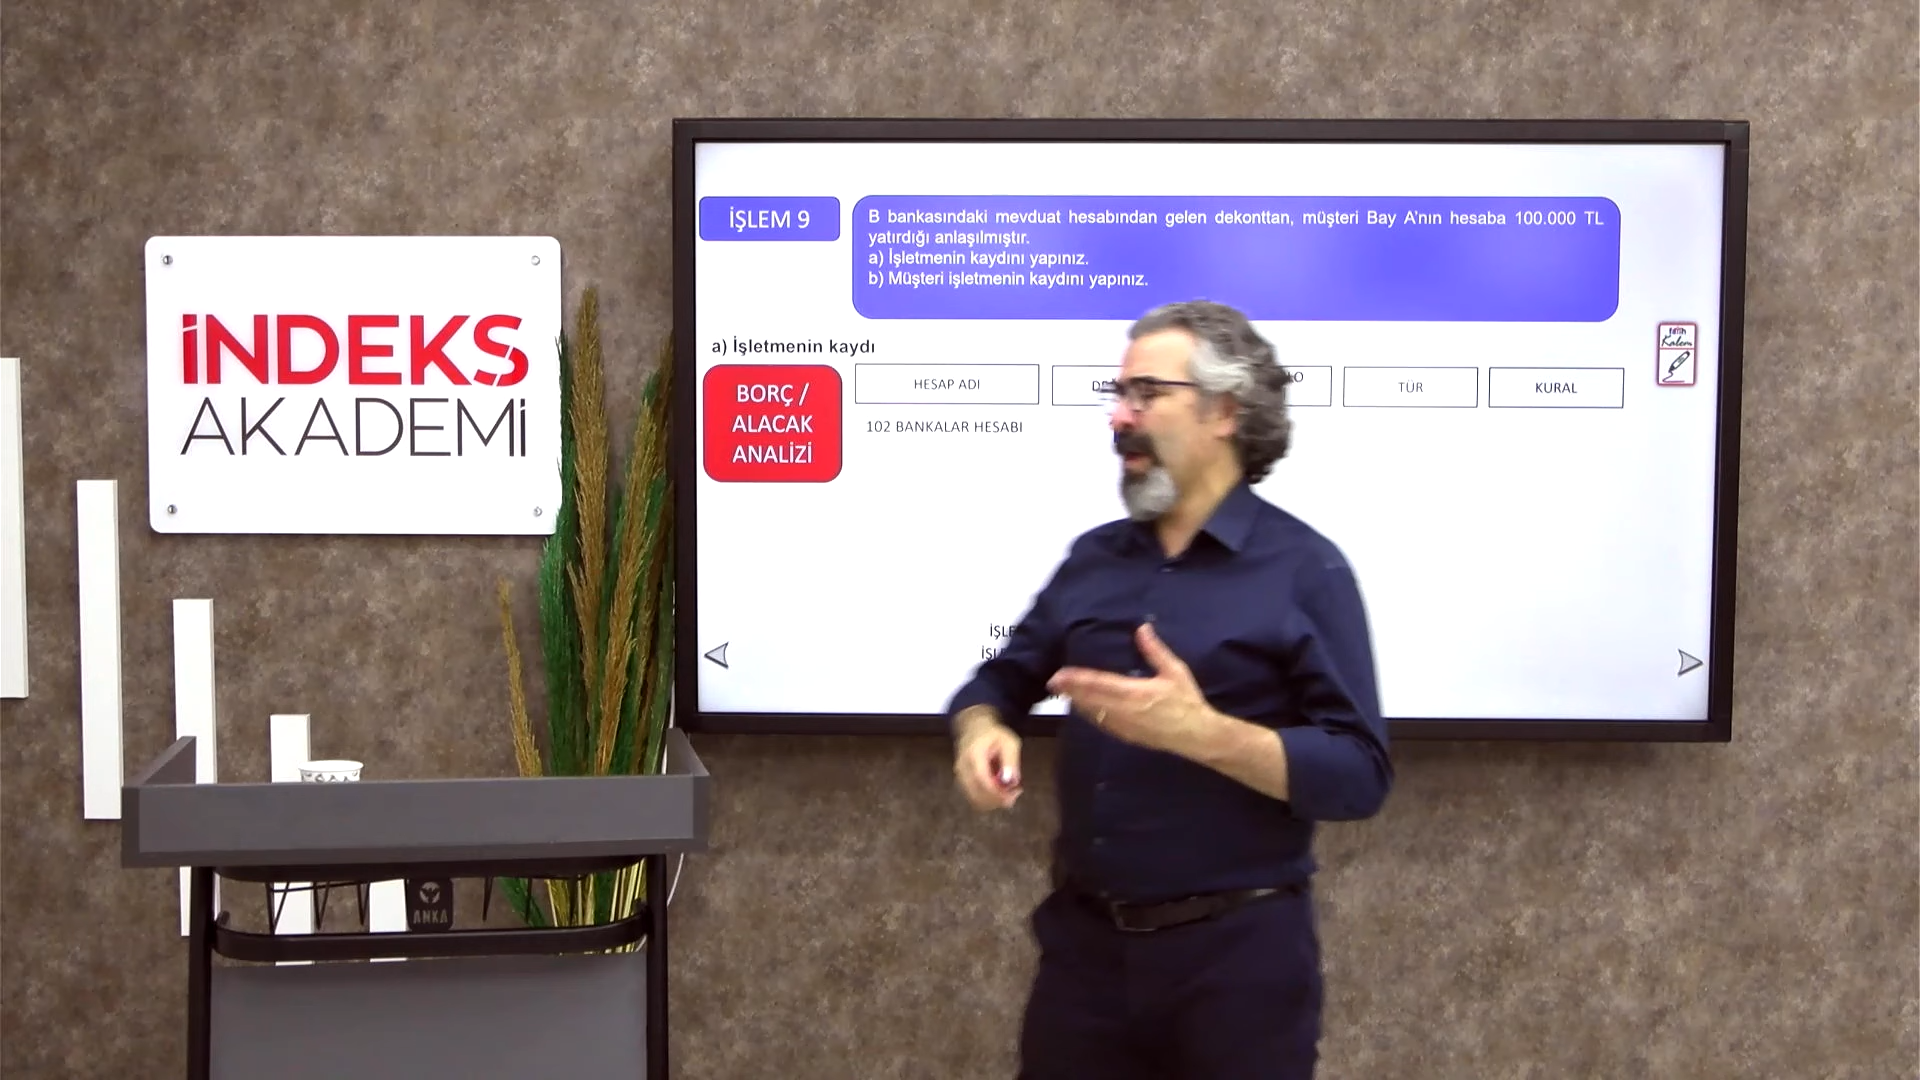 İNDEKS
AKADEMİ
İŞLEM 9
B bankasındaki mevduat hesabından gelen dekonttan, müşteri Bay A'nın hesaba 100.000 TL
yatırdığı anlaşılmıştır.
a) İşletmenin kaydını yapınız.
b) Müşteri işletmenin kaydını yapınız.
a) İşletmenin kaydı
BORÇ /
ALACAK
ANALİZİ
HESAP ADI
TÜR
KURAL
102 BANKALAR HESABI
Kalem
ANKA